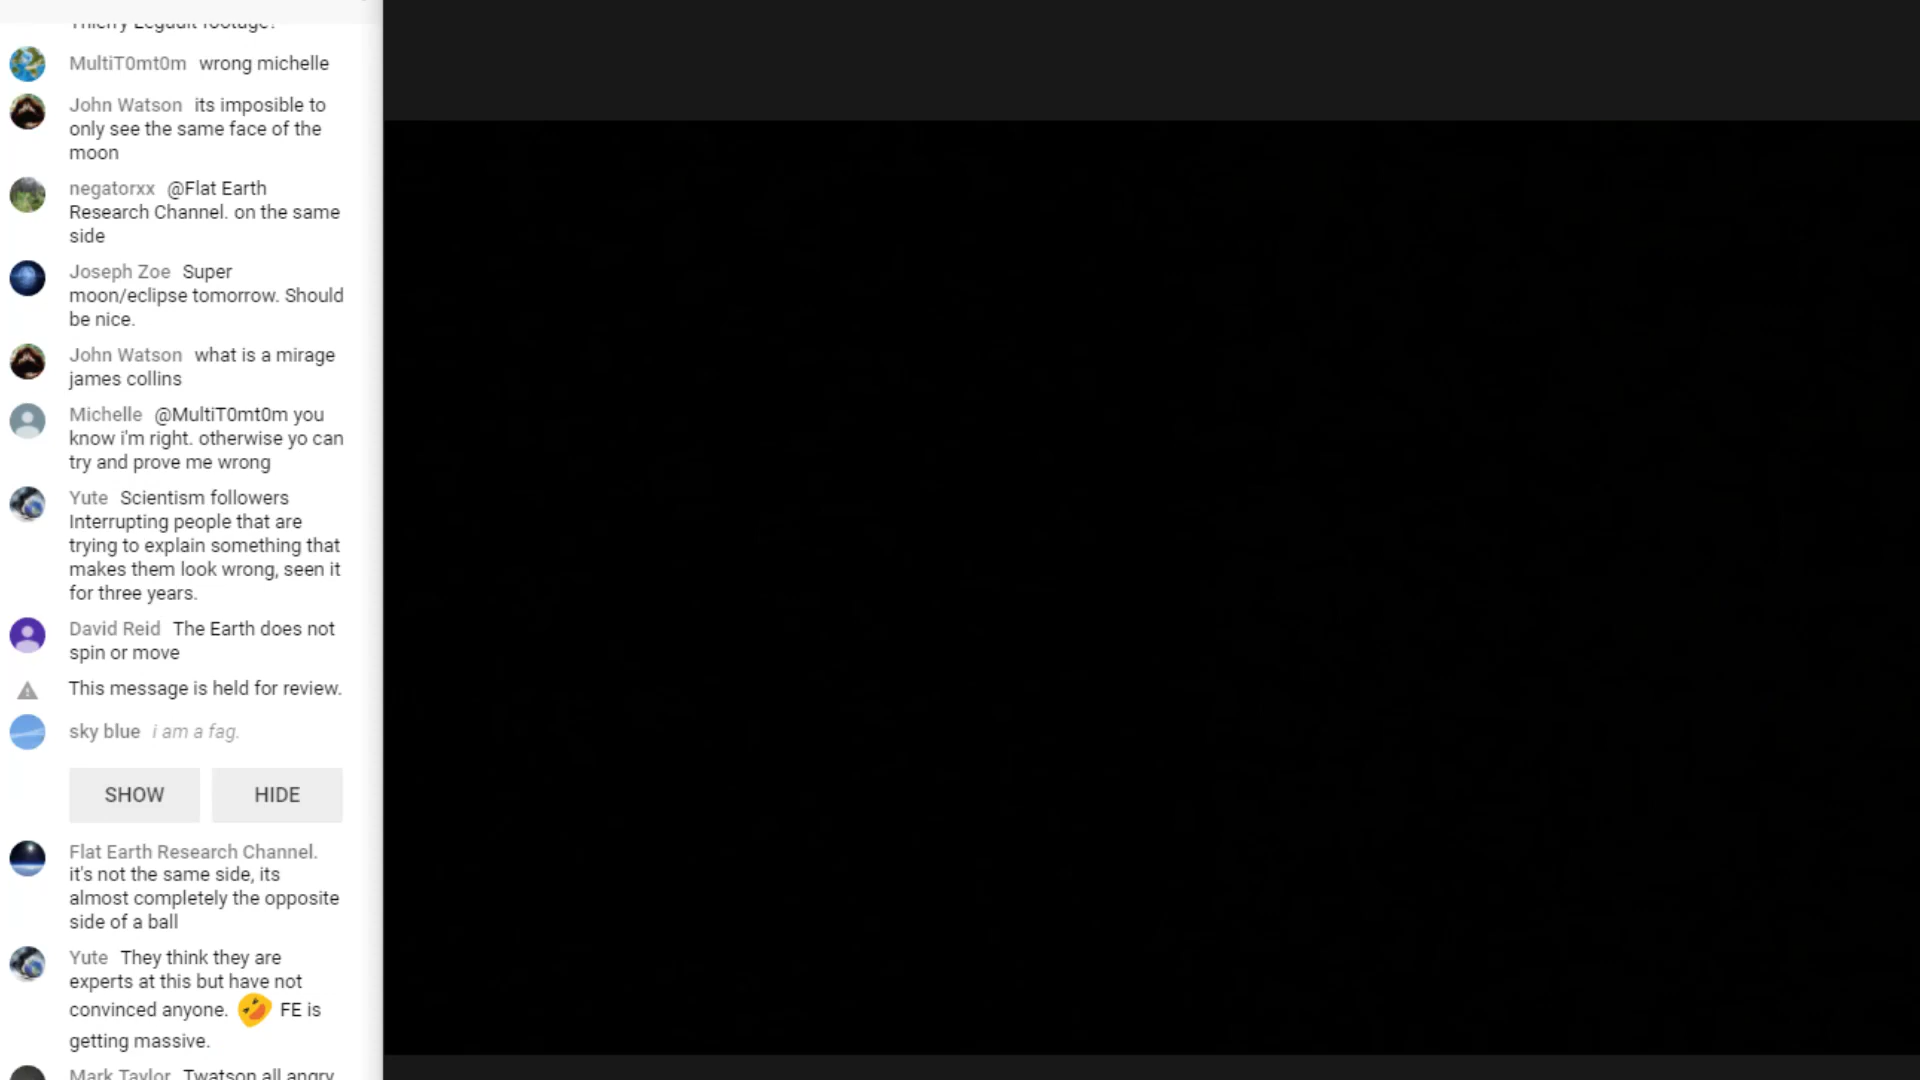 Thierry Legault footage?
MultiT0mt0m wrong michelle
John Watson its imposible to
only see the same face of the
moon
negatorxx @Flat Earth
Research Channel. on the same
side
Joseph Zoe Super
moon/eclipse tomorrow. Should
be nice.
John Watson what is a mirage
james collins
Michelle @MultiT0mt0m you
know i'm right. otherwise yo can
try and prove me wrong
Yute Scientism followers
Interrupting people that are
trying to explain something that
makes them look wrong, seen it
for three years.
David Reid The Earth does not
spin or move
This message is held for review.
sky blue i am a fag.
SHOW HIDE
Flat Earth Research Channel.
it's not the same side, its
almost completely the opposite
side of a ball
Yute They think they are
experts at this but have not
convinced anyone. FE is
getting massive.
Mark Taylor Twatson all angry